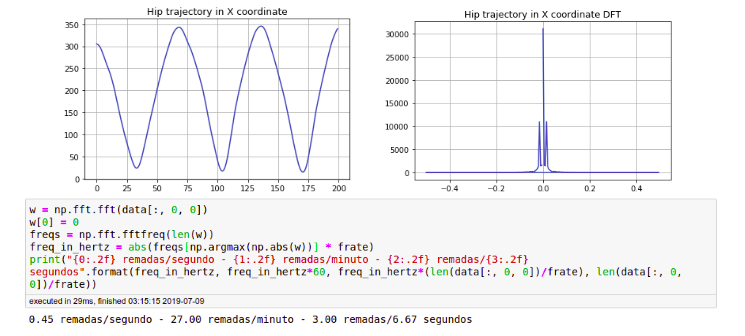 Hip trajectory in X coordinate
350
300
250
200
150
100
50
0
0 25 50 75 100 125 150 175 200
Hip trajectory in X coordinate DFT
30000
25000
20000
15000
10000
5000
0
−0.4 −0.2 0.0 0.2 0.4
w = np.fft.fft(data[:, 0, 0])
w[0] = 0
freqs = np.fft.fftfreq(len(w))
freq_in_hertz = abs(freqs[np.argmax(np.abs(w))] * frate)
print("{0:.2f} remadas/segundo - {1:.2f} remadas/minuto - {2:.2f} remadas/{3:.2f}
segundos".format(freq_in_hertz, freq_in_hertz*60, freq_in_hertz*(len(data[:, 0, 0])/frate), len(data[:, 0,
0])/frate))
executed in 29ms, finished 03:15:15 2019-07-09
0.45 remadas/segundo - 27.00 remadas/minuto - 3.00 remadas/6.67 segundos